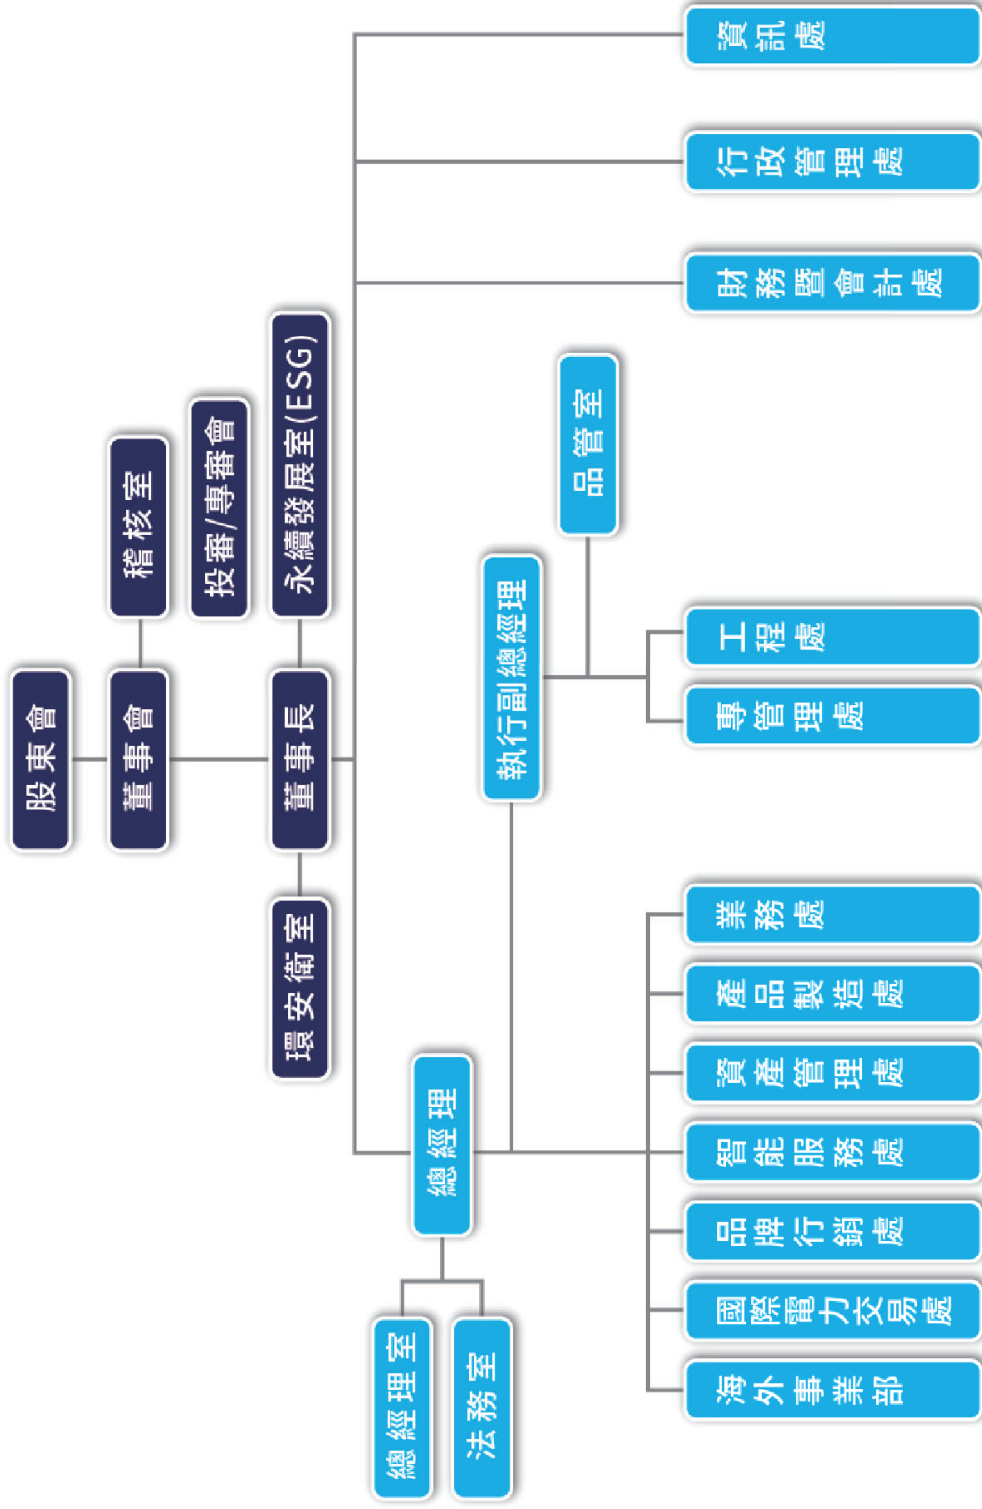 股東會
董事會
稽核室
投審/專審會
環安衛室
董事長
永續發展室(ESG)
總經理
總經理室
法務室
執行副總經理
品管室
海外事業部
國際電力交易處
品牌行銷處
智能服務處
資產管理處
產品製造處
業務處
專管理處
工程處
財務暨會計處
行政管理處
資訊處